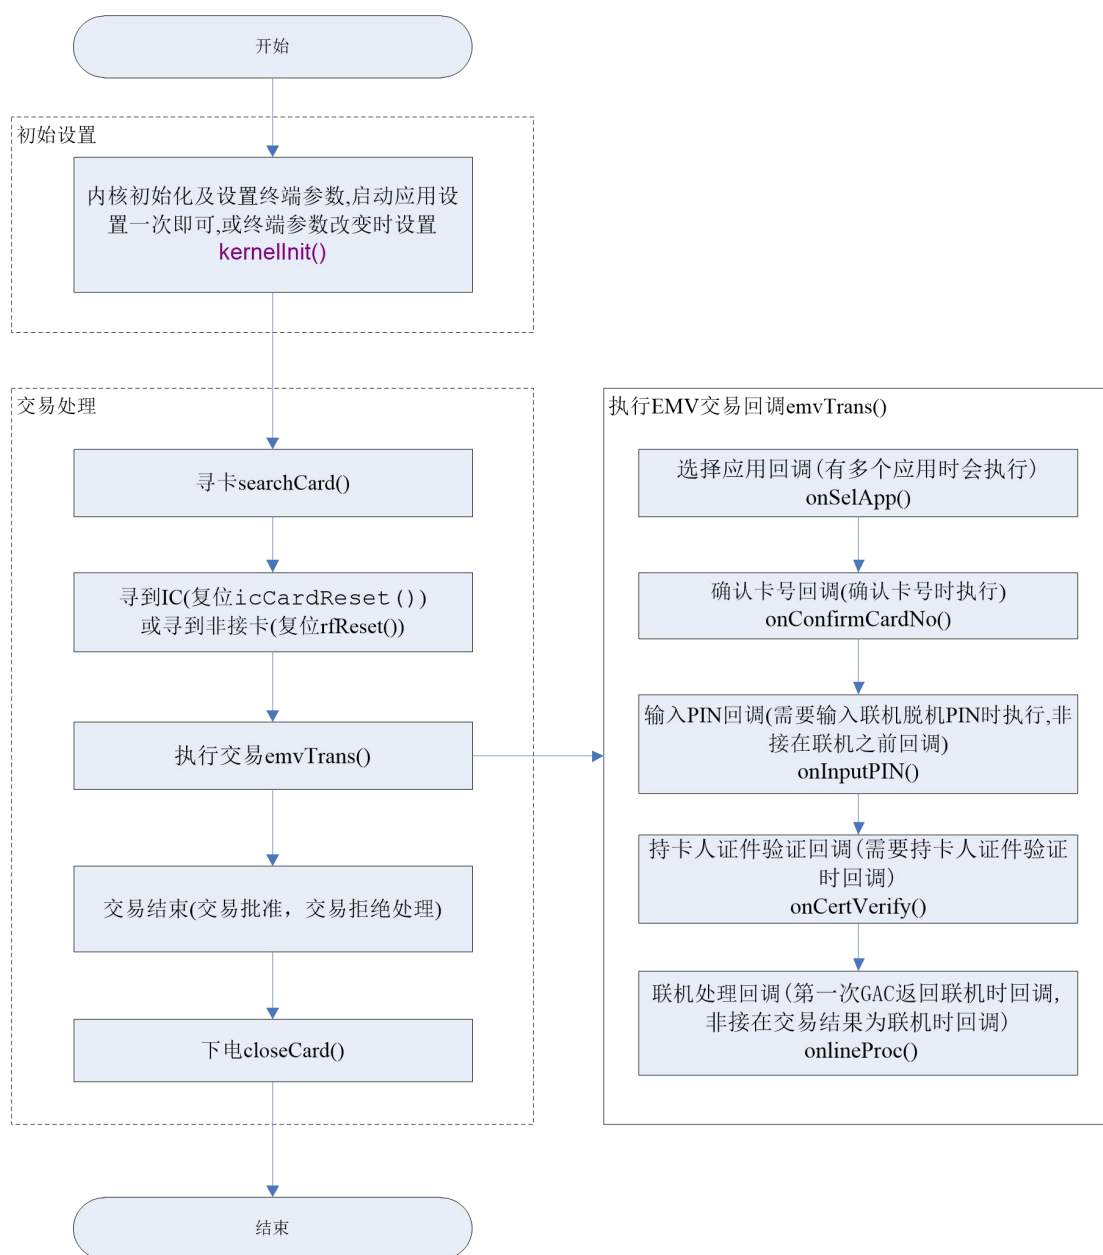 开始
初始设置
内核初始化及设置终端参数,启动应用设
置一次即可,或终端参数改变时设置
kernelInit()
交易处理
寻卡searchCard()
寻到IC(复位icCardReset())
或寻到非接卡(复位rfReset())
执行交易emvTrans()
交易结束(交易批准，交易拒绝处理)
下电closeCard()
结束
执行EMV交易回调emvTrans()
选择应用回调(有多个应用时会执行)
onSelApp()
确认卡号回调(确认卡号时执行)
onConfirmCardNo()
输入PIN回调(需要输入联机脱机PIN时执行,非
接在联机之前回调)
onInputPIN()
持卡人证件验证回调(需要持卡人证件验证
时回调)
onCertVerify()
联机处理回调(第一次GAC返回联机时回调,
非接在交易结果为联机时回调)
onlineProc()